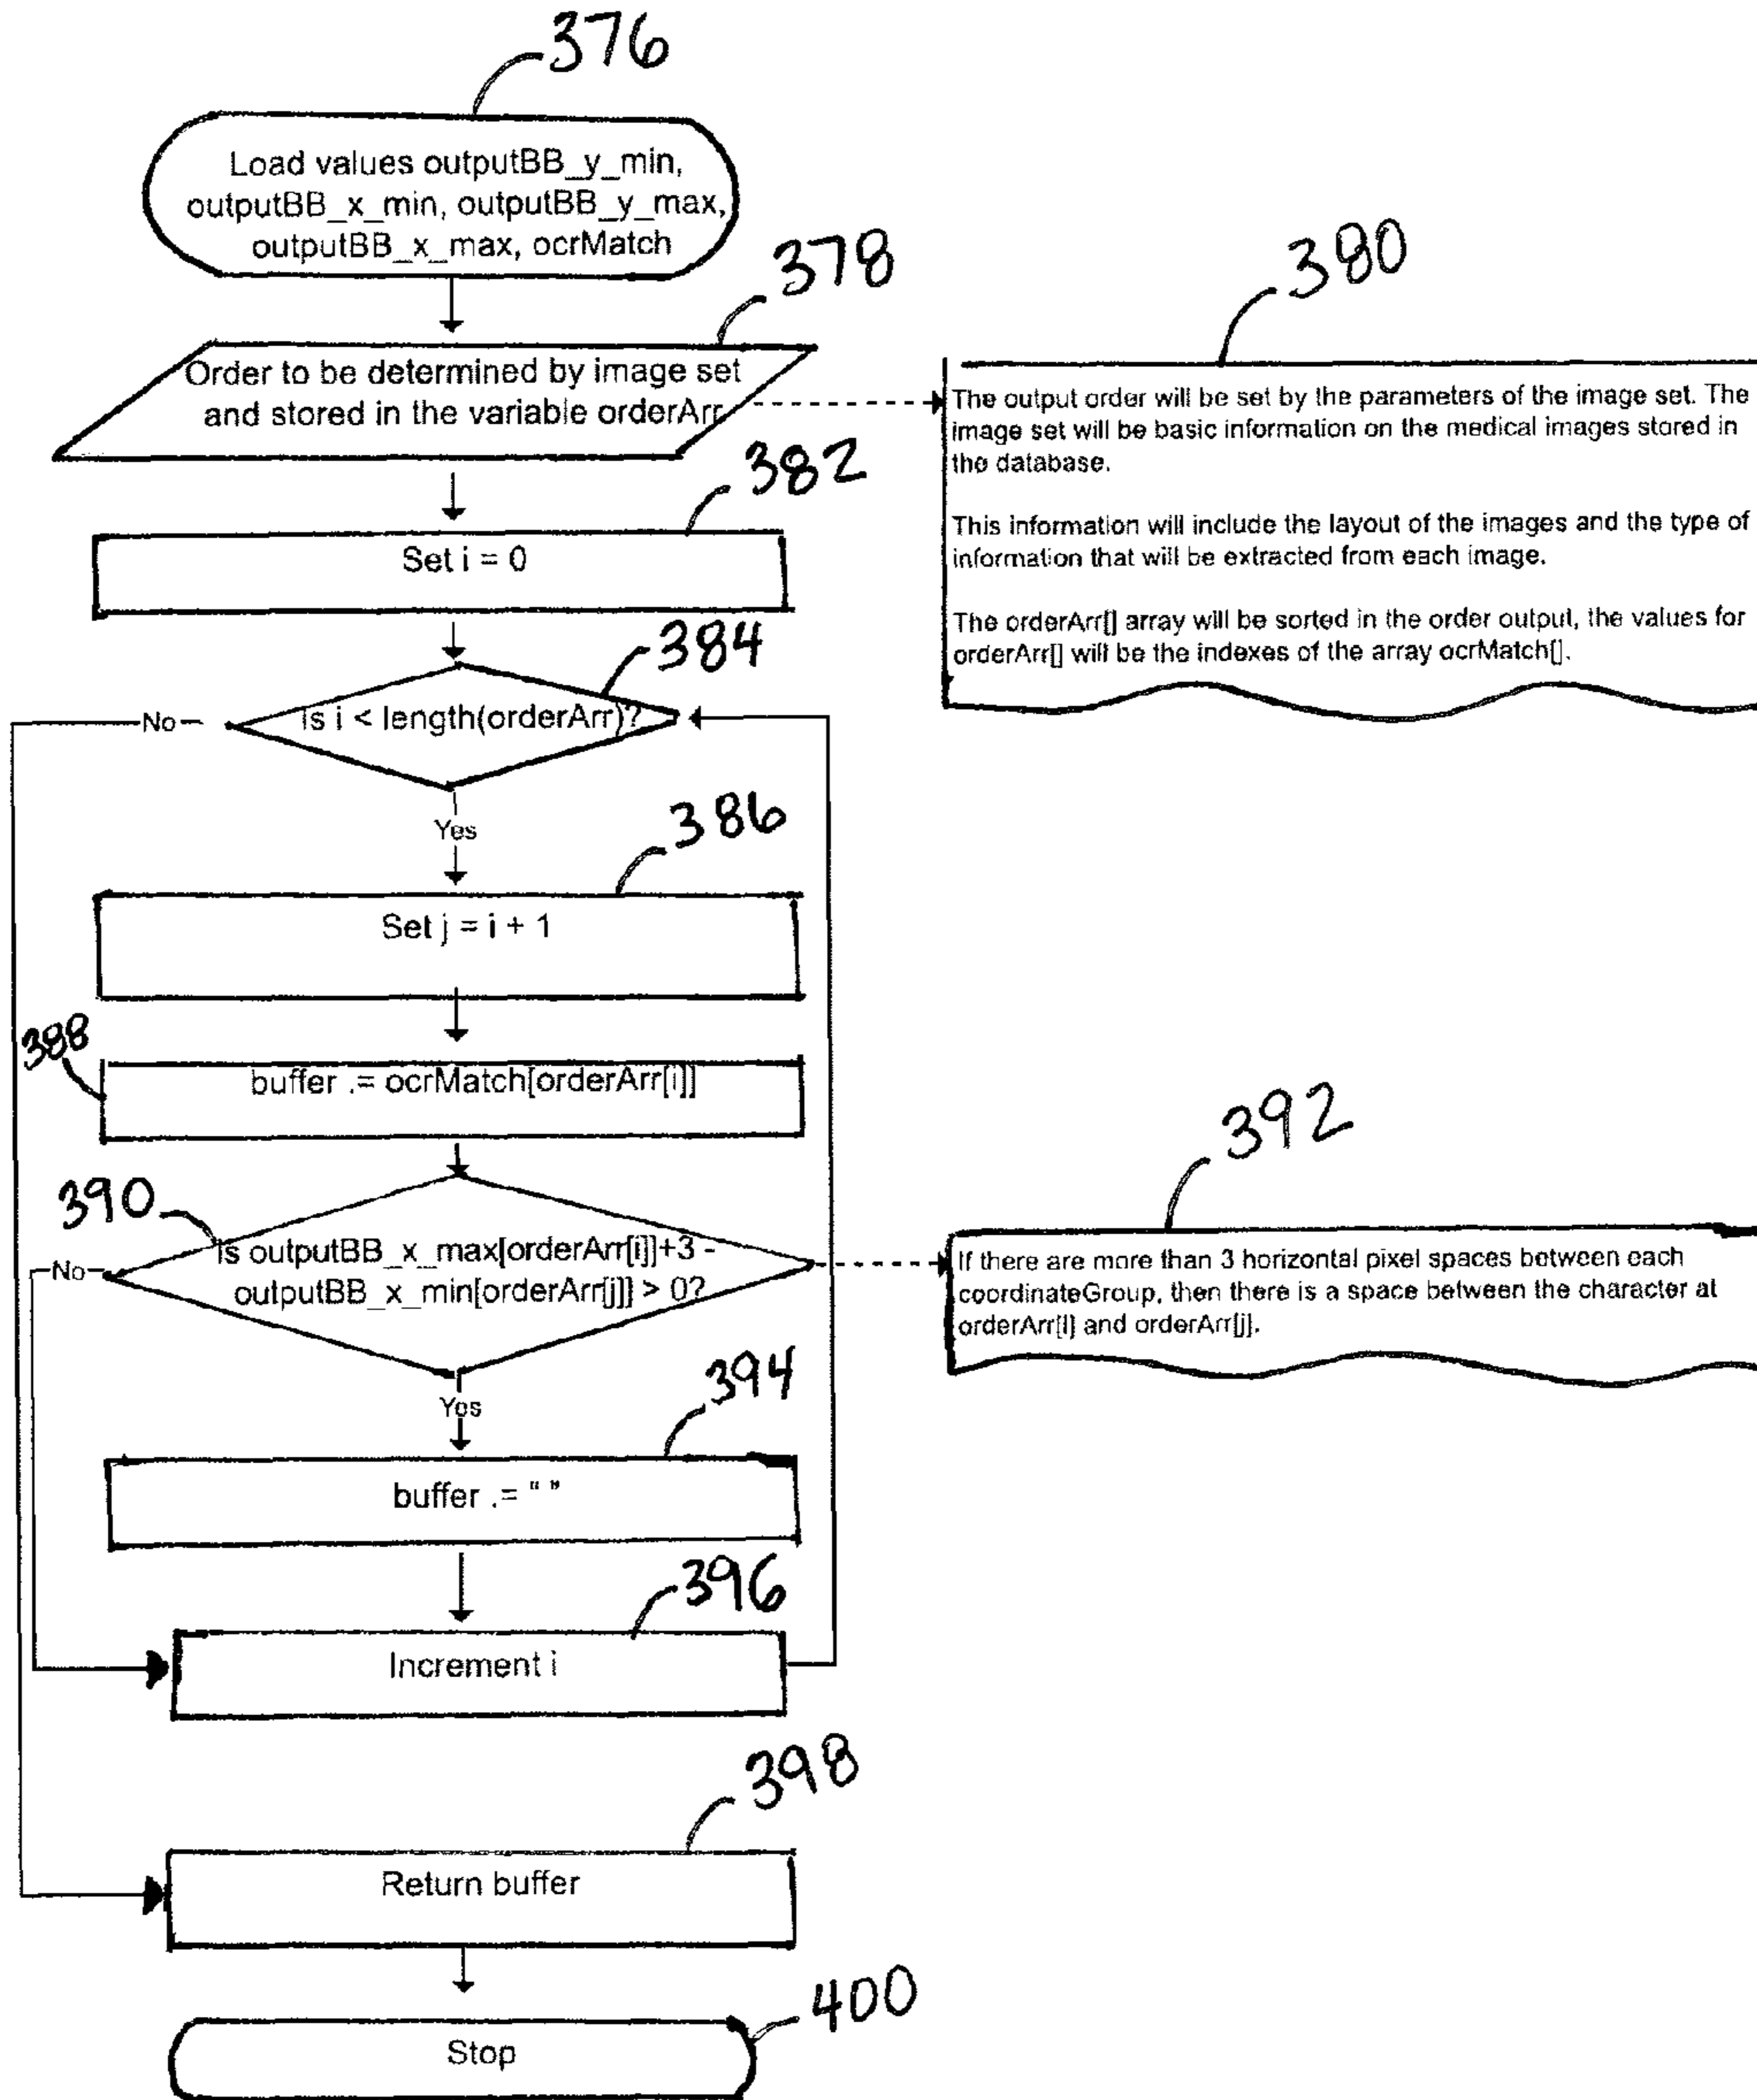 376
Load values outputBB_y_min,
outputBB_x_min, outputBB_y_max,
outputBB_x_max, ocrMatch
378
Order to be determined by image set
and stored in the variable orderArr
380
The output order will be set by the parameters of the image set. The
image set will be basic information on the medical images stored in
the database.
This information will include the layout of the images and the type of
information that will be extracted from each image.
The orderArr[] array will be sorted in the order output, the values for
orderArr[] will be the indexes of the array ocrMatch[].
382
Set i = 0
384
Is i < length(orderArr)?
No
Yes
386
Set j = i + 1
388
buffer .= ocrMatch[orderArr[i]]
390
Is outputBB_x_max[orderArr[i]]+3 -
outputBB_x_min[orderArr[j]] > 0?
No
392
If there are more than 3 horizontal pixel spaces between each
coordinateGroup, then there is a space between the character at
orderArr[i] and orderArr[j].
Yes
394
buffer .= " "
396
Increment i
398
Return buffer
400
Stop